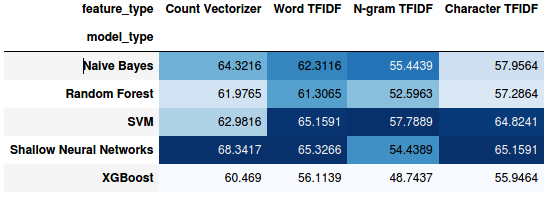 feature_type Count Vectorizer Word TFIDF N-gram TFIDF Character TFIDF
model_type
Naive Bayes 64.3216 62.3116 55.4439 57.9564
Random Forest 61.9765 61.3065 52.5963 57.2864
SVM 62.9816 65.1591 57.7889 64.8241
Shallow Neural Networks 68.3417 65.3266 54.4389 65.1591
XGBoost 60.469 56.1139 48.7437 55.9464